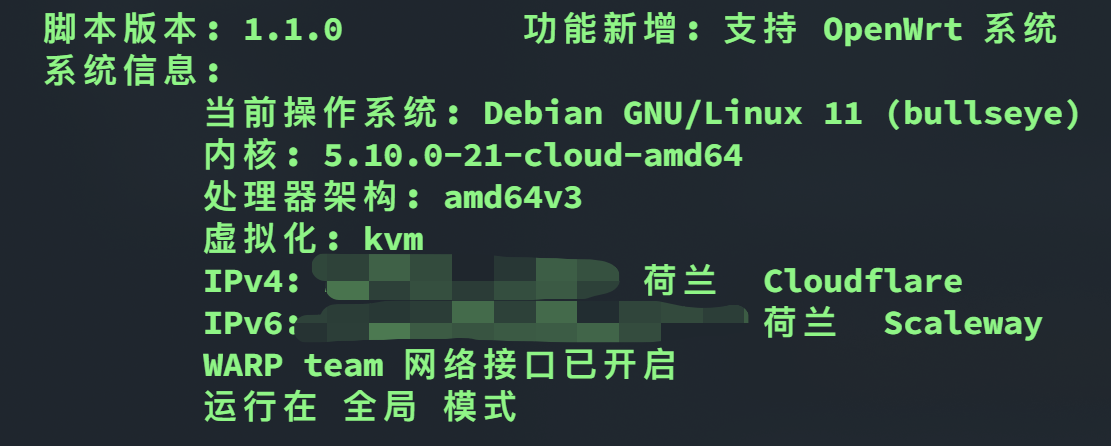 脚本版本: 1.1.0 功能新增: 支持 OpenWrt 系统
系统信息:
当前操作系统: Debian GNU/Linux 11 (bullseye)
内核: 5.10.0-21-cloud-amd64
处理器架构: amd64v3
虚拟化: kvm
IPv4: 荷兰 Cloudflare
IPv6: 荷兰 Scaleway
WARP team 网络接口已开启
运行在 全局 模式